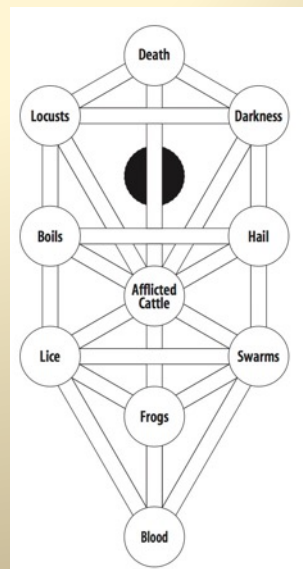 Death
Locusts
Darkness
Boils
Hail
Afflicted
Cattle
Lice
Swarms
Frogs
Blood